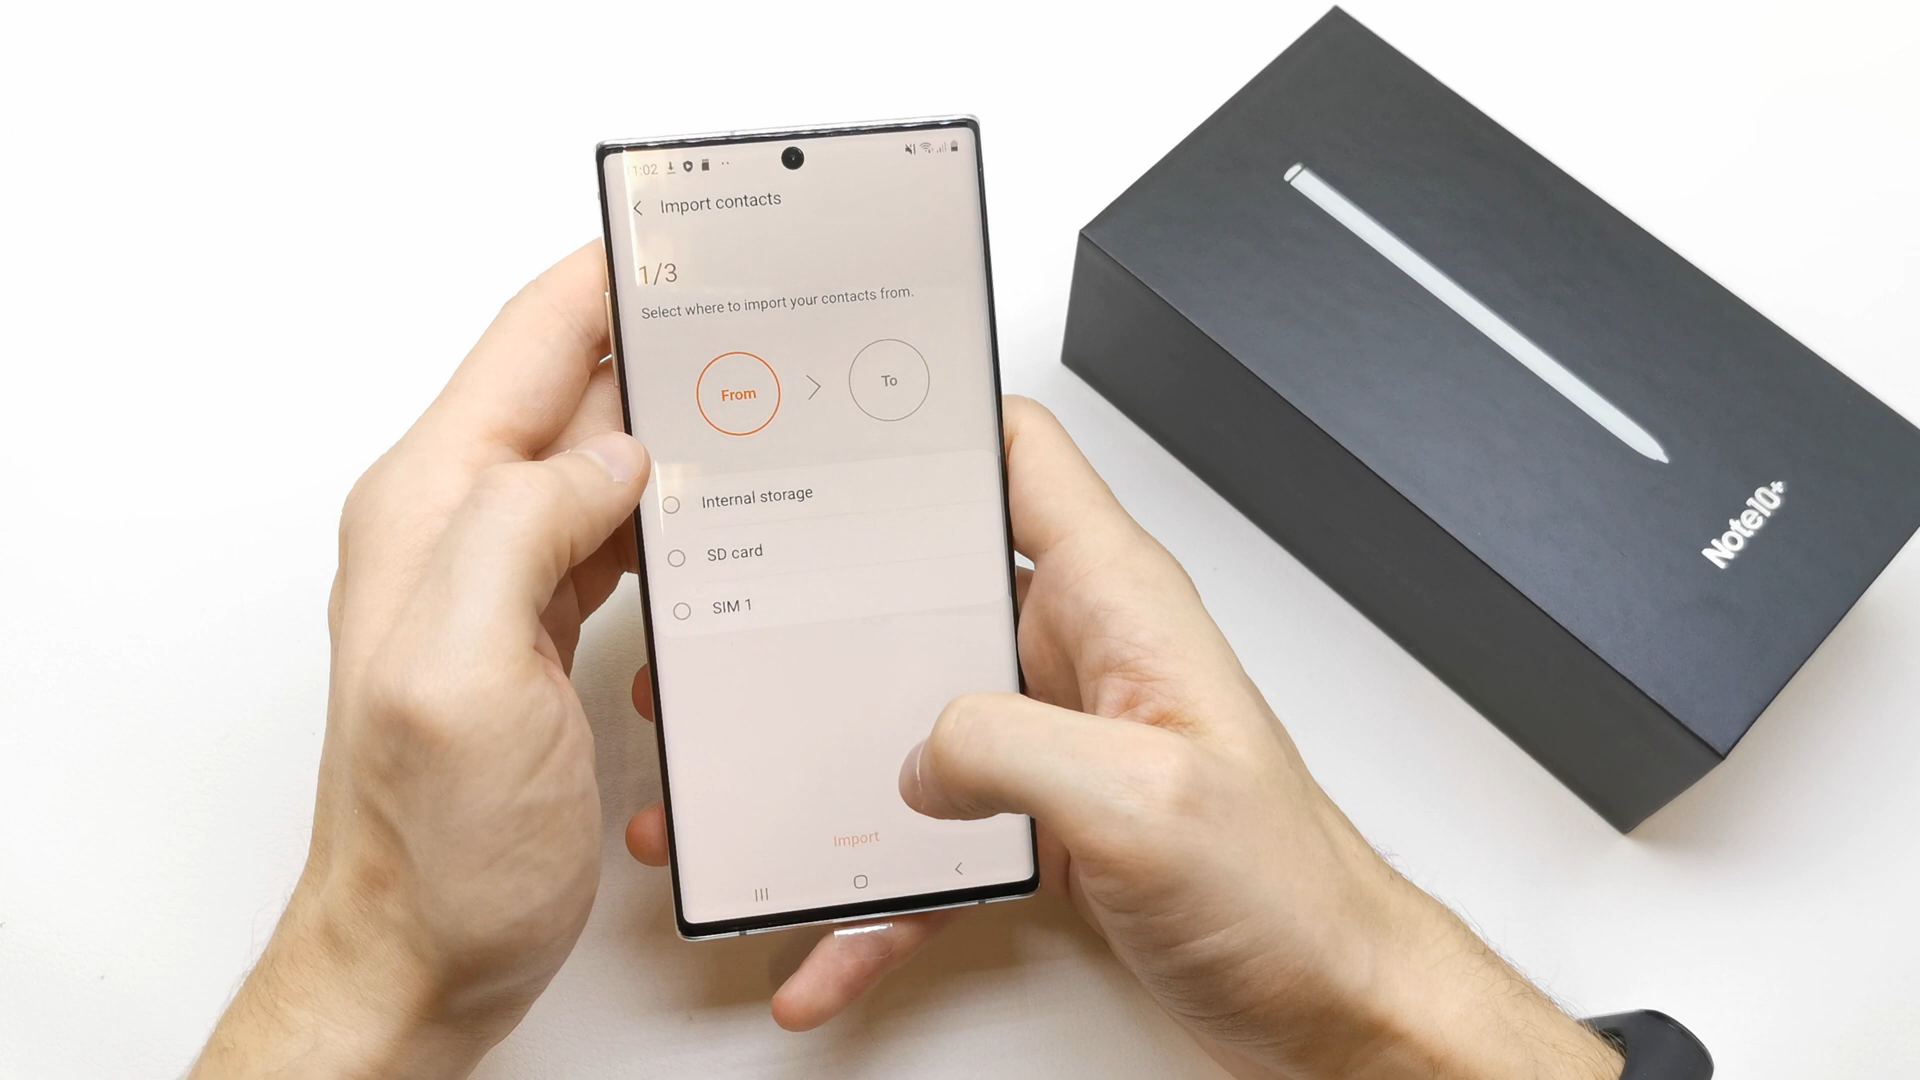 1:02
Import contacts
1/3
Select where to import your contacts from.
From
To
Internal storage
SD card
SIM 1
Import
Note10+